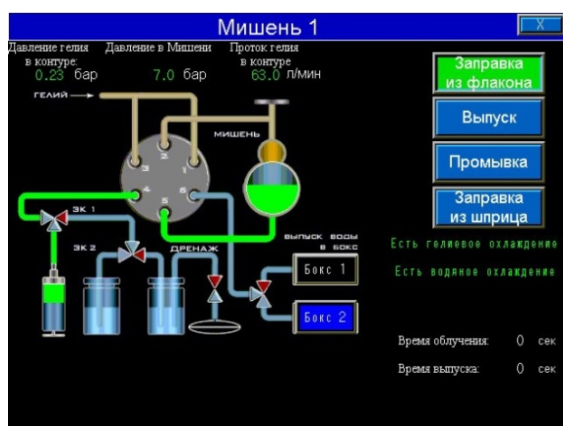 Мишень 1
X
Давление гелия в контуре:
0.23 бар
Давление в Мишени
7.0 бар
Проток гелия в контуре
63.0 л/мин
ГЕЛИЙ
МИШЕНЬ
1
2
3
4
5
6
ЭК 1
ЭК 2
ДРЕНАЖ
ВЫПУСК ВОДЫ
В БОКС
Бокс 1
Бокс 2
Заправка
из флакона
Выпуск
Промывка
Заправка
из шприца
Есть гелиевое охлаждение
Есть водяное охлаждение
Время облучения: 0 сек
Время выпуска: 0 сек